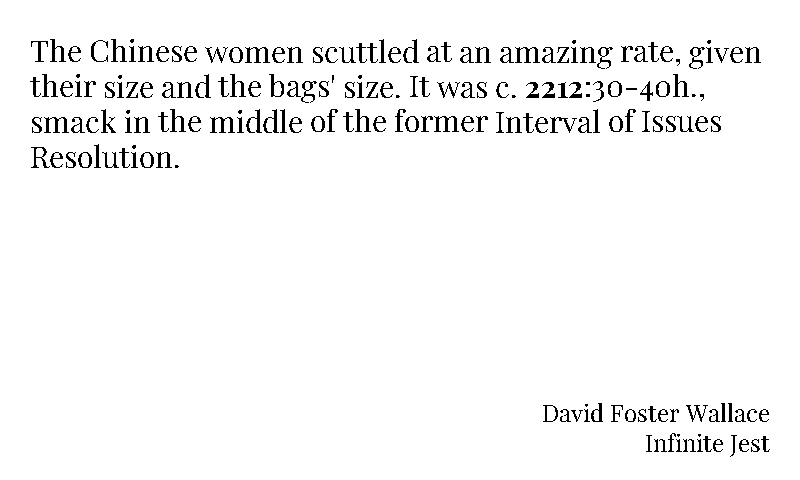 The Chinese women scuttled at an amazing rate, given
their size and the bags' size. It was c. 2212:30-40h.,
smack in the middle of the former Interval of Issues
Resolution.
David Foster Wallace
Infinite Jest